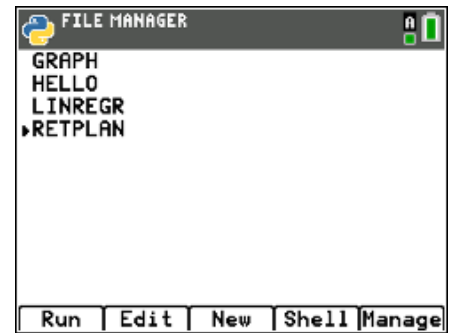 FILE MANAGER
A
GRAPH
HELLO
LINREGR
▸RETPLAN
Run Edit New Shell Manage